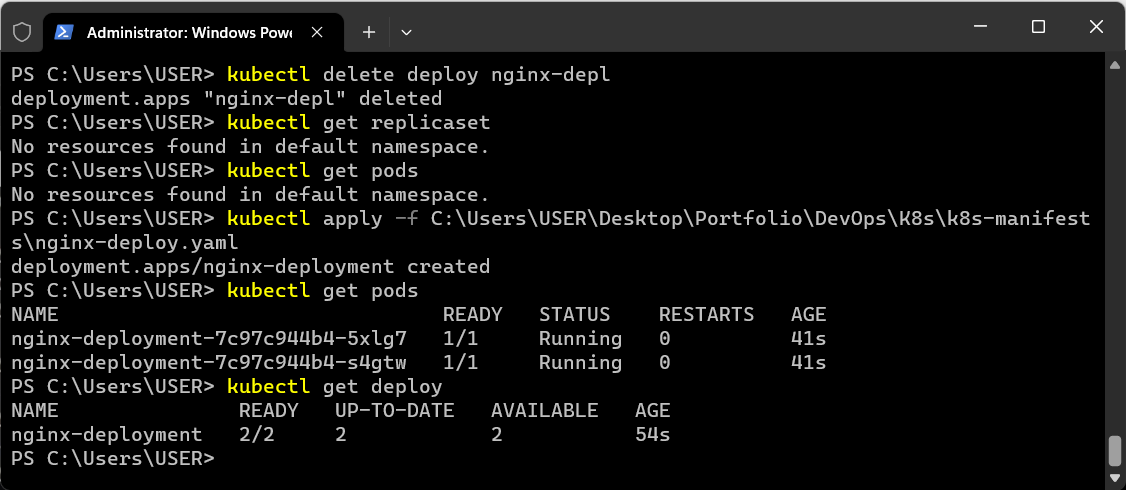 Administrator: Windows Powe
PS C:\Users\USER> kubectl delete deploy nginx-depl
deployment.apps "nginx-depl" deleted
PS C:\Users\USER> kubectl get replicaset
No resources found in default namespace.
PS C:\Users\USER> kubectl get pods
No resources found in default namespace.
PS C:\Users\USER> kubectl apply -f C:\Users\USER\Desktop\Portfolio\DevOps\K8s\k8s-manifest
s\nginx-deploy.yaml
deployment.apps/nginx-deployment created
PS C:\Users\USER> kubectl get pods
NAME                                READY   STATUS    RESTARTS   AGE
nginx-deployment-7c97c944b4-5xlg7   1/1     Running   0          41s
nginx-deployment-7c97c944b4-s4gtw   1/1     Running   0          41s
PS C:\Users\USER> kubectl get deploy
NAME               READY   UP-TO-DATE   AVAILABLE   AGE
nginx-deployment   2/2     2            2           54s
PS C:\Users\USER>